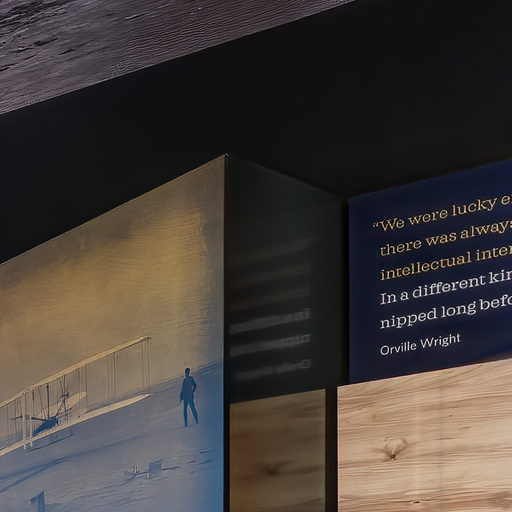 “We were lucky e
there was always
intellectual inter
In a different kin
nipped long befo
Orville Wright